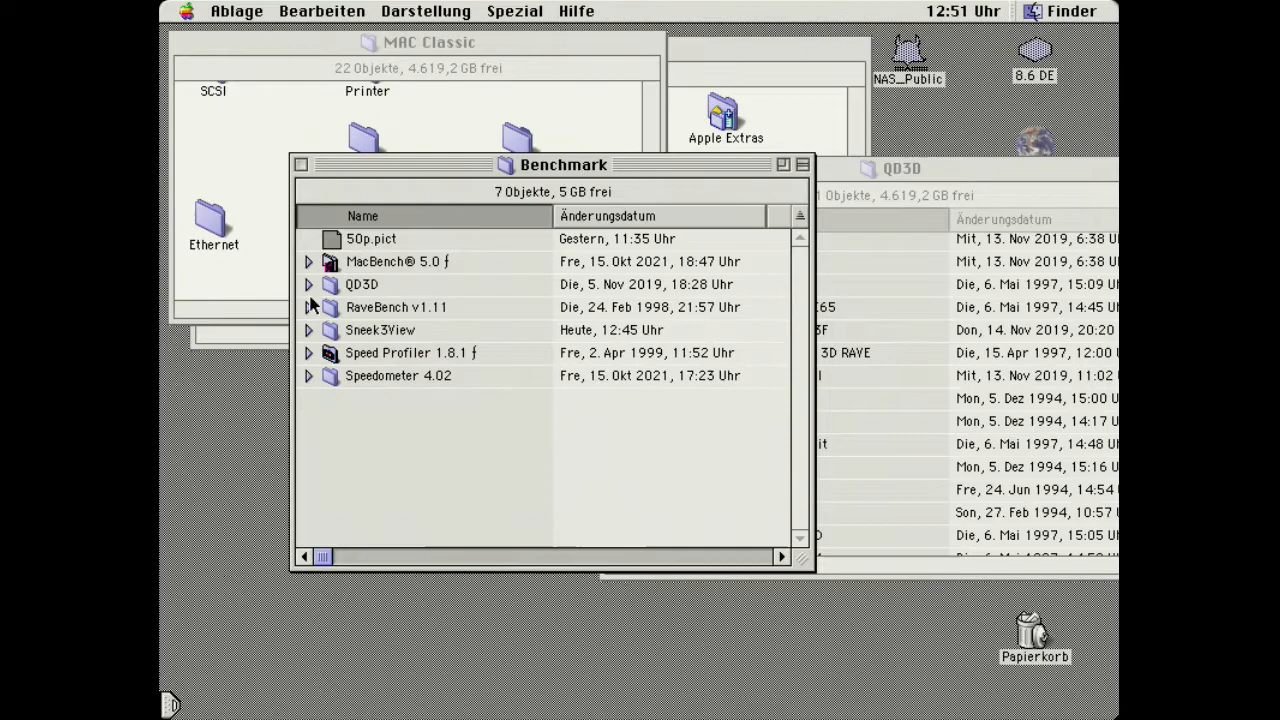 Ablage Bearbeiten Darstellung Spezial Hilfe 12:51 Uhr Finder
MAC Classic
22 Objekte, 4.619,2 GB frei
SCSI Printer
Ethernet
Apple Extras
NAS_Public
8.6 DE
Benchmark
7 Objekte, 5 GB frei
Name Änderungsdatum
50p.pict Gestern, 11:35 Uhr
MacBench® 5.0 ƒ Fre, 15. Okt 2021, 18:47 Uhr
QD3D Die, 5. Nov 2019, 18:28 Uhr
RaveBench v1.11 Die, 24. Feb 1998, 21:57 Uhr
Sneek3View Heute, 12:45 Uhr
Speed Profiler 1.8.1 ƒ Fre, 2. Apr 1999, 11:52 Uhr
Speedometer 4.02 Fre, 15. Okt 2021, 17:23 Uhr
QD3D
Objekte, 4.619,2 GB frei
Änderungsdatum
Mit, 13. Nov 2019, 6:38 U
Mit, 13. Nov 2019, 6:38 U
Die, 6. Mai 1997, 15:09 U
Die, 6. Mai 1997, 14:45 U
Don, 14. Nov 2019, 20:20
3D RAVE Die, 15. Apr 1997, 12:00
Mit, 13. Nov 2019, 11:02
Mon, 5. Dez 1994, 15:00 U
Mon, 5. Dez 1994, 14:17 U
it Die, 6. Mai 1997, 14:48 U
Mon, 5. Dez 1994, 15:16 U
Fre, 24. Jun 1994, 14:54
Son, 27. Feb 1994, 10:57
Die, 6. Mai 1997, 15:05 U
Papierkorb